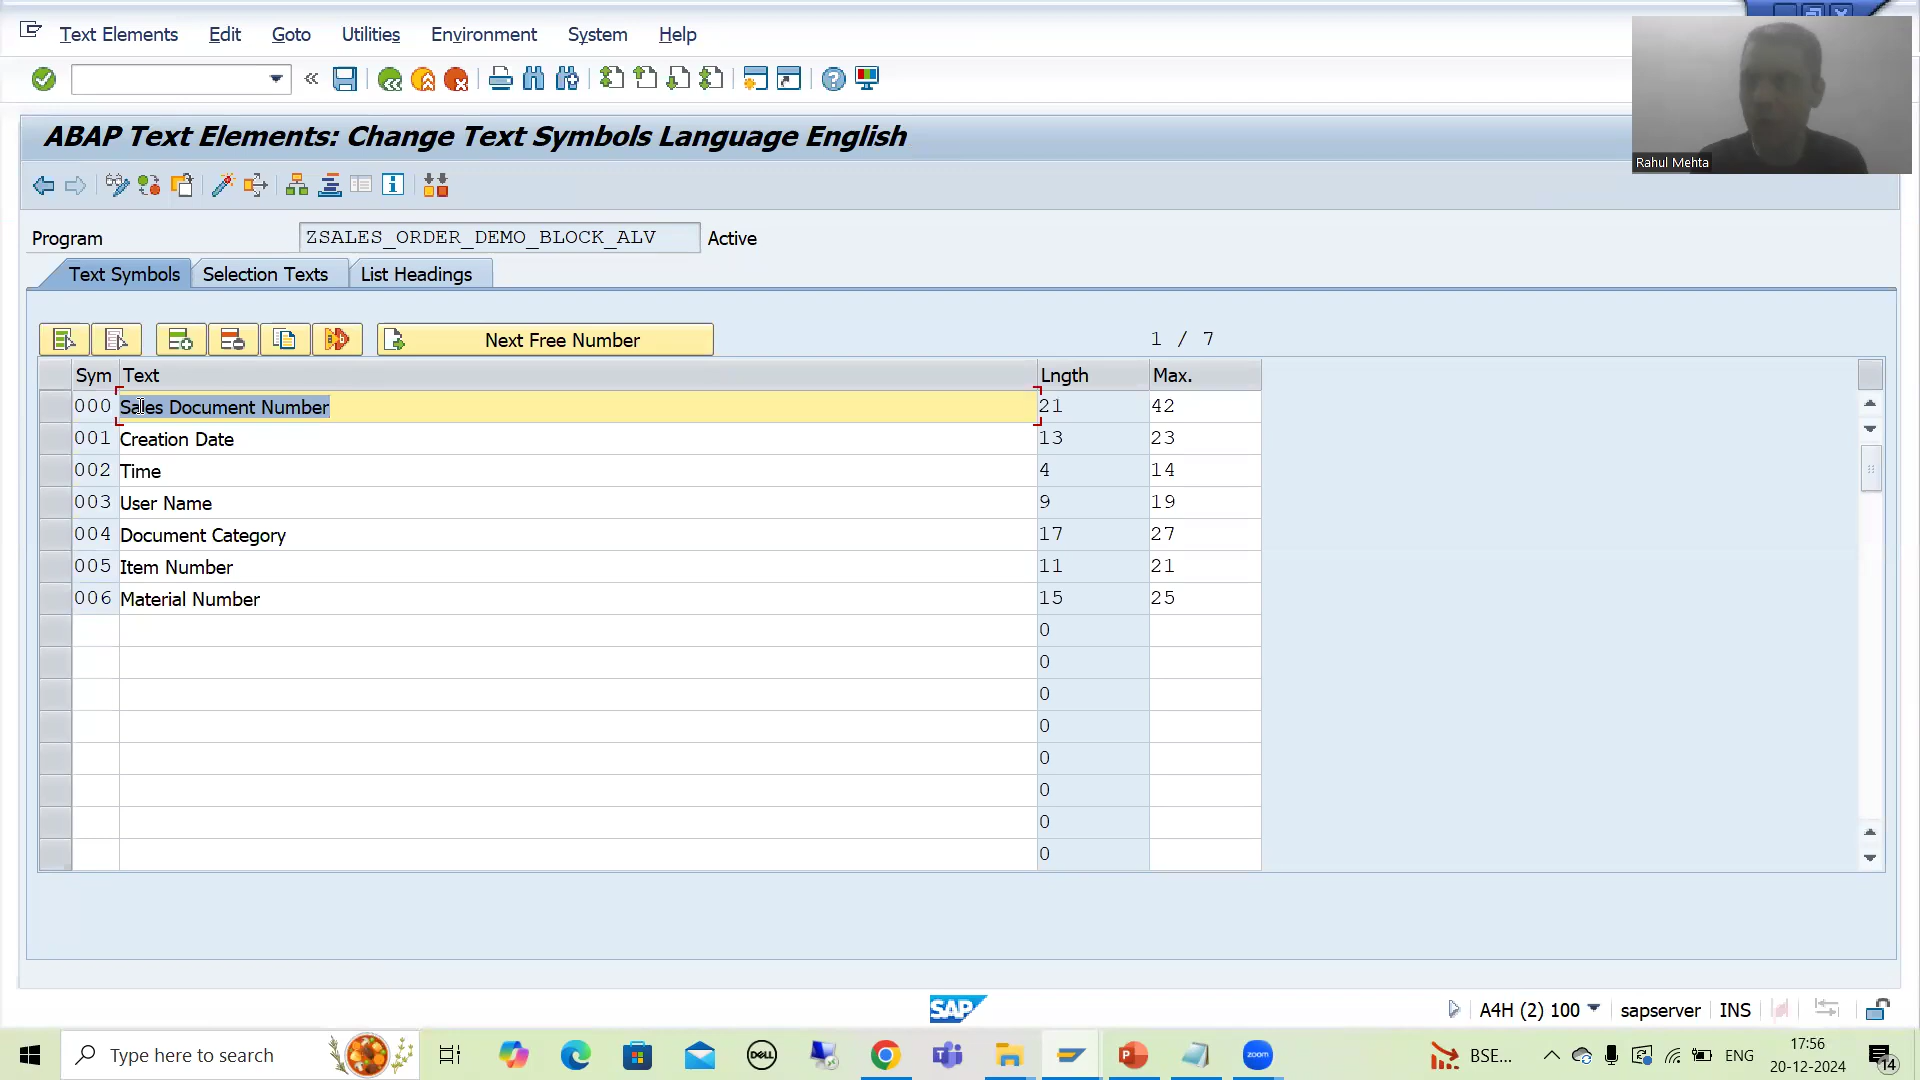 Text Elements Edit Goto Utilities Environment System Help
ABAP Text Elements: Change Text Symbols Language English
Rahul Mehta
Program ZSALES_ORDER_DEMO_BLOCK_ALV Active
Text Symbols Selection Texts List Headings
Next Free Number 1 / 7
Sym Text Lngth Max.
000 Sales Document Number 21 42
001 Creation Date 13 23
002 Time 4 14
003 User Name 9 19
004 Document Category 17 27
005 Item Number 11 21
006 Material Number 15 25
0
0
0
0
0
0
0
0
SAP
A4H (2) 100 sapserver INS
Type here to search
DELL
zoom
BSE...
ENG
17:56
20-12-2024
14